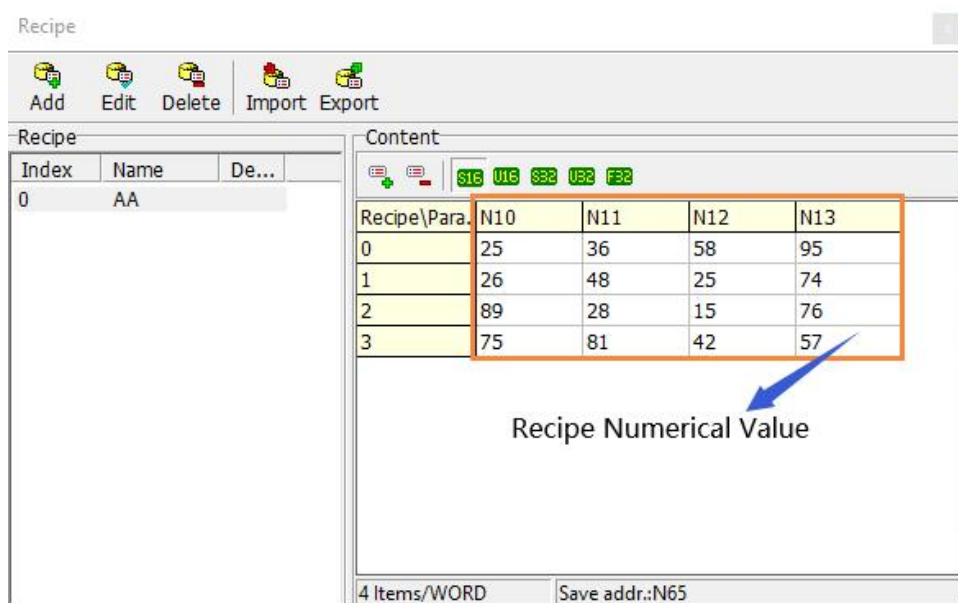 Recipe
Add Edit Delete Import Export
Recipe
Index Name De...
0 AA
Content
S16 U16 S32 U32 F32
Recipe\Para. N10 N11 N12 N13
0 25 36 58 95
1 26 48 25 74
2 89 28 15 76
3 75 81 42 57
Recipe Numerical Value
4 Items/WORD Save addr.:N65